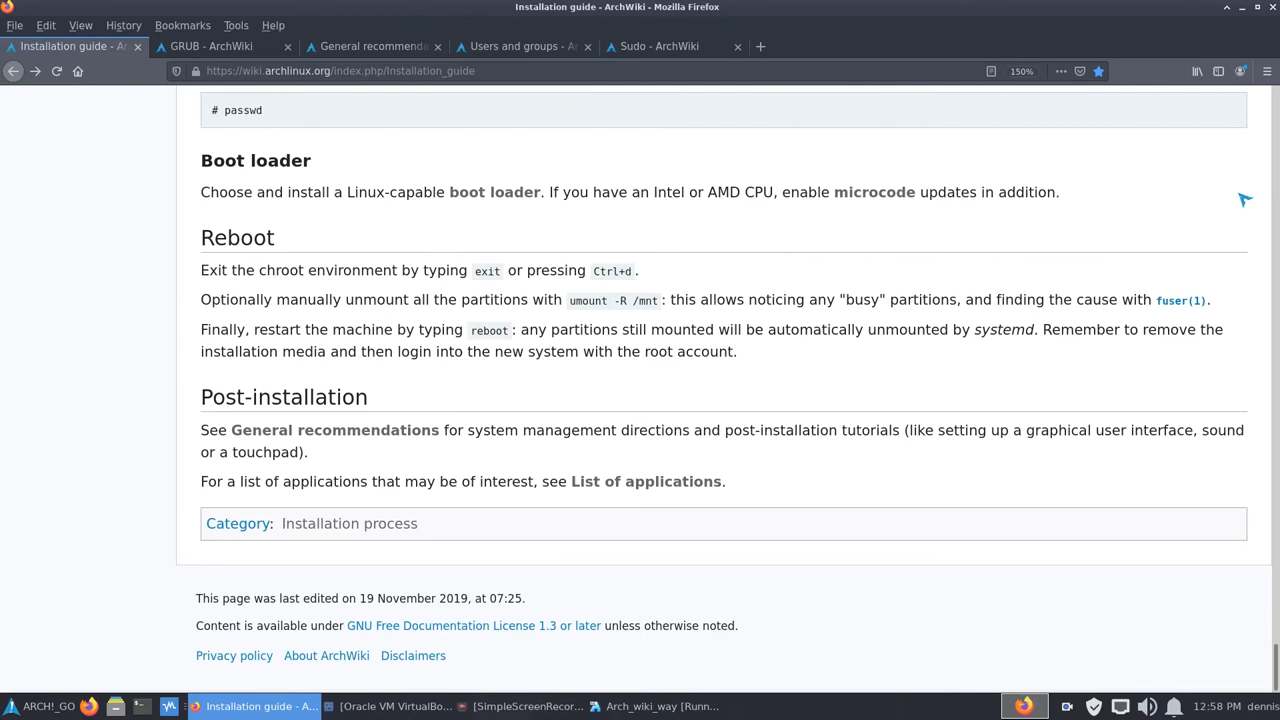 Installation guide - ArchWiki - Mozilla Firefox
File Edit View History Bookmarks Tools Help
Installation guide - Ar
GRUB - ArchWiki
General recommenda
Users and groups - Ar
Sudo - ArchWiki
https://wiki.archlinux.org/index.php/Installation_guide
150%
# passwd
Boot loader
Choose and install a Linux-capable boot loader. If you have an Intel or AMD CPU, enable microcode updates in addition.
Reboot
Exit the chroot environment by typing exit or pressing Ctrl+d.
Optionally manually unmount all the partitions with umount -R /mnt: this allows noticing any "busy" partitions, and finding the cause with fuser(1).
Finally, restart the machine by typing reboot: any partitions still mounted will be automatically unmounted by systemd. Remember to remove the
installation media and then login into the new system with the root account.
Post-installation
See General recommendations for system management directions and post-installation tutorials (like setting up a graphical user interface, sound
or a touchpad).
For a list of applications that may be of interest, see List of applications.
Category: Installation process
This page was last edited on 19 November 2019, at 07:25.
Content is available under GNU Free Documentation License 1.3 or later unless otherwise noted.
Privacy policy About ArchWiki Disclaimers
ARCH!_GO
Installation guide - A...
[Oracle VM VirtualBo...
[SimpleScreenRecor...
Arch_wiki_way [Runn...
12:58 PM dennis